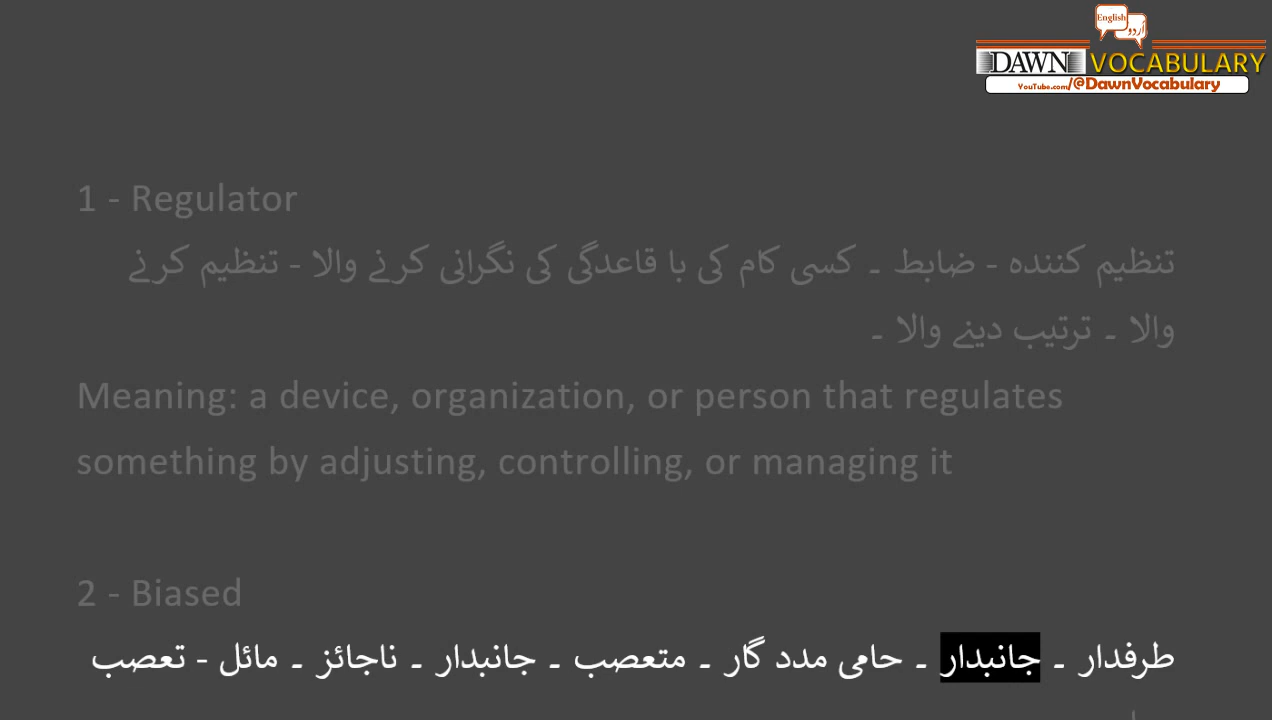 English
اردو
DAWN VOCABULARY
YouTube.com/@DawnVocabulary
1 - Regulator
تنظیم کنندہ - ضابط ۔ کسی کام کی با قاعدگی کی نگرانی کرنے والا - تنظیم کرنے
والا ۔ ترتیب دینے والا ۔
Meaning: a device, organization, or person that regulates
something by adjusting, controlling, or managing it
2 - Biased
طرفدار ۔ جانبدار ۔ حامی مدد گار ۔ متعصب ۔ جانبدار ۔ ناجائز ۔ مائل - تعصب